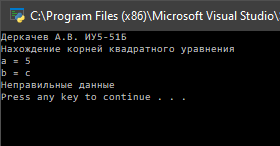 C:\Program Files (x86)\Microsoft Visual Studio\
Деркачев А.В. ИУ5-51Б
Нахождение корней квадратного уравнения
a = 5
b = c
Неправильные данные
Press any key to continue . . .